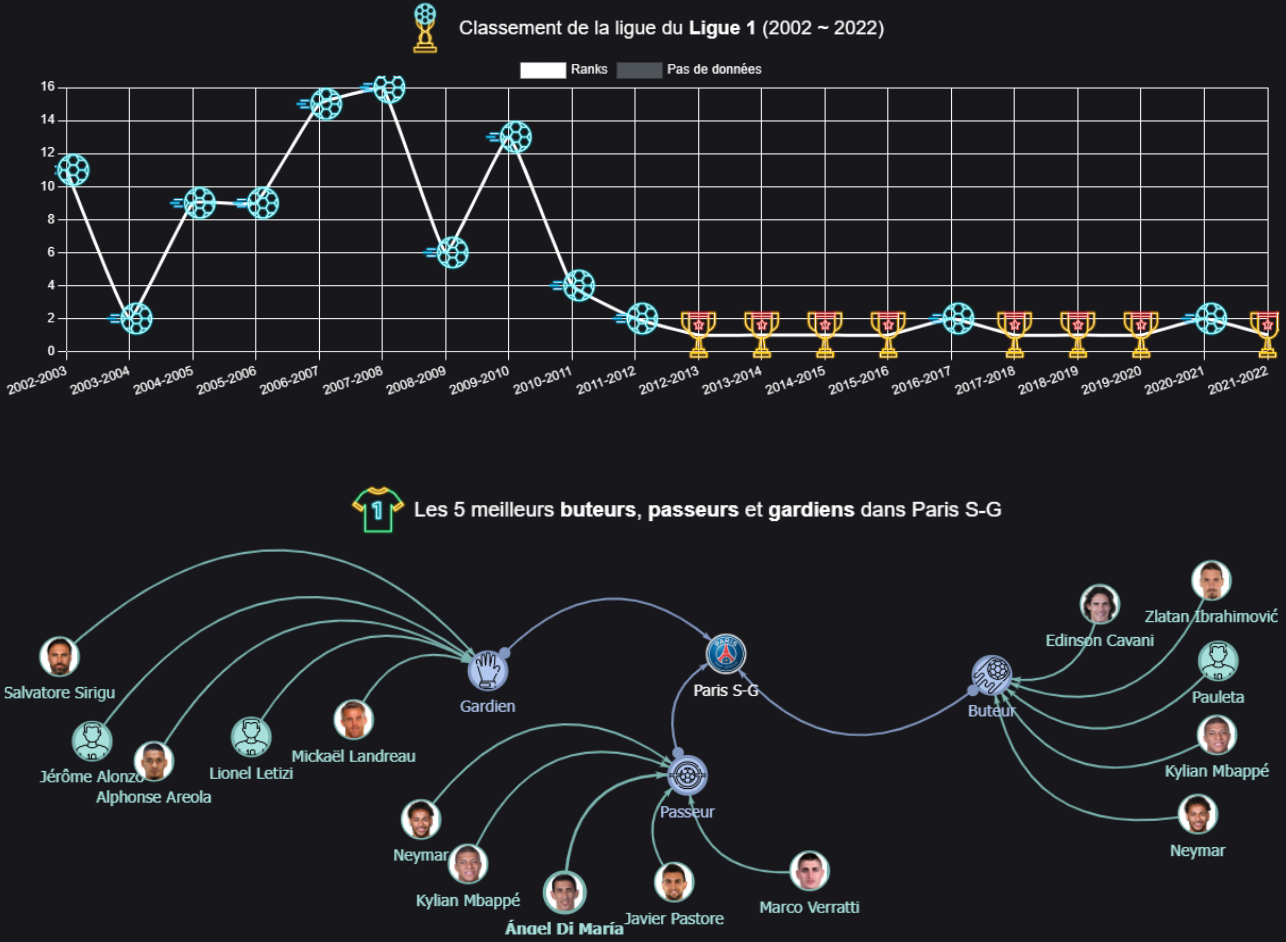 Classement de la ligue du Ligue 1 (2002 ~ 2022)
Ranks
Pas de données
16
14
12
10
8
6
4
2
0
2002-2003
2003-2004
2004-2005
2005-2006
2006-2007
2007-2008
2008-2009
2009-2010
2010-2011
2011-2012
2012-2013
2013-2014
2014-2015
2015-2016
2016-2017
2017-2018
2018-2019
2019-2020
2020-2021
2021-2022
1
Les 5 meilleurs buteurs, passeurs et gardiens dans Paris S-G
Salvatore Sirigu
Jérôme Alonzo
10
Alphonse Areola
Lionel Letizi
10
Mickaël Landreau
Gardien
PARIS
Paris S-G
Passeur
Neymar
Kylian Mbappé
Ángel Di María
Javier Pastore
Marco Verratti
Buteur
Edinson Cavani
Zlatan Ibrahimović
Pauleta
10
Kylian Mbappé
Neymar